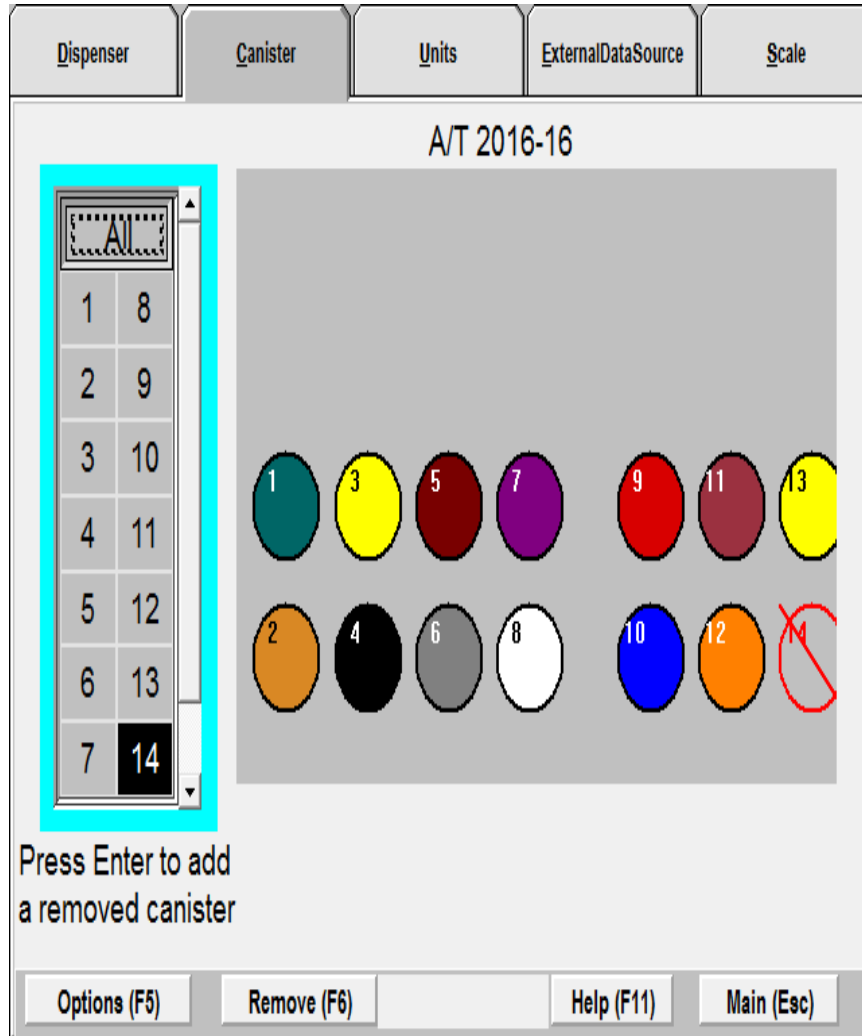 Dispenser Canister Units ExternalDataSource Scale
A/T 2016-16
All
1 8
2 9
3 10
4 11
5 12
6 13
7 14
1 3 5 7 9 11 13
2 4 6 8 10 12 14
Press Enter to add
a removed canister
Options (F5) Remove (F6) Help (F11) Main (Esc)